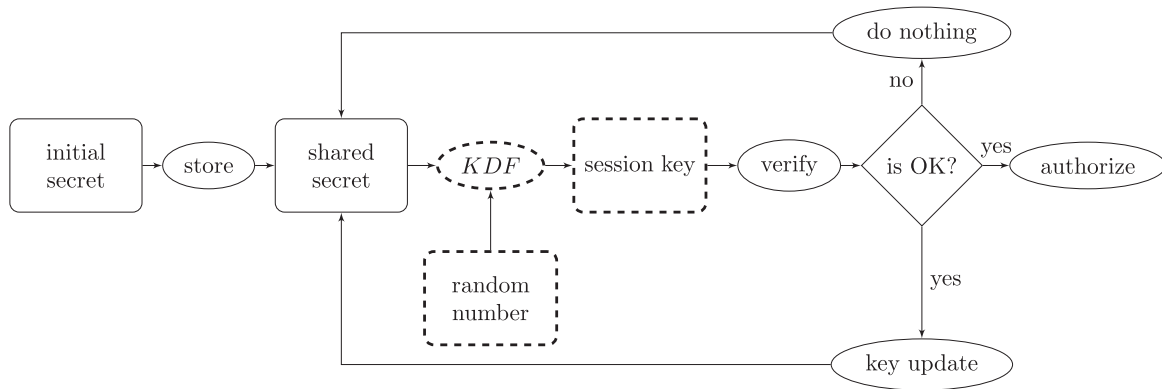 do nothing
no
initial
secret
store
shared
secret
KDF
session key
verify
is OK?
yes
authorize
random
number
yes
key update